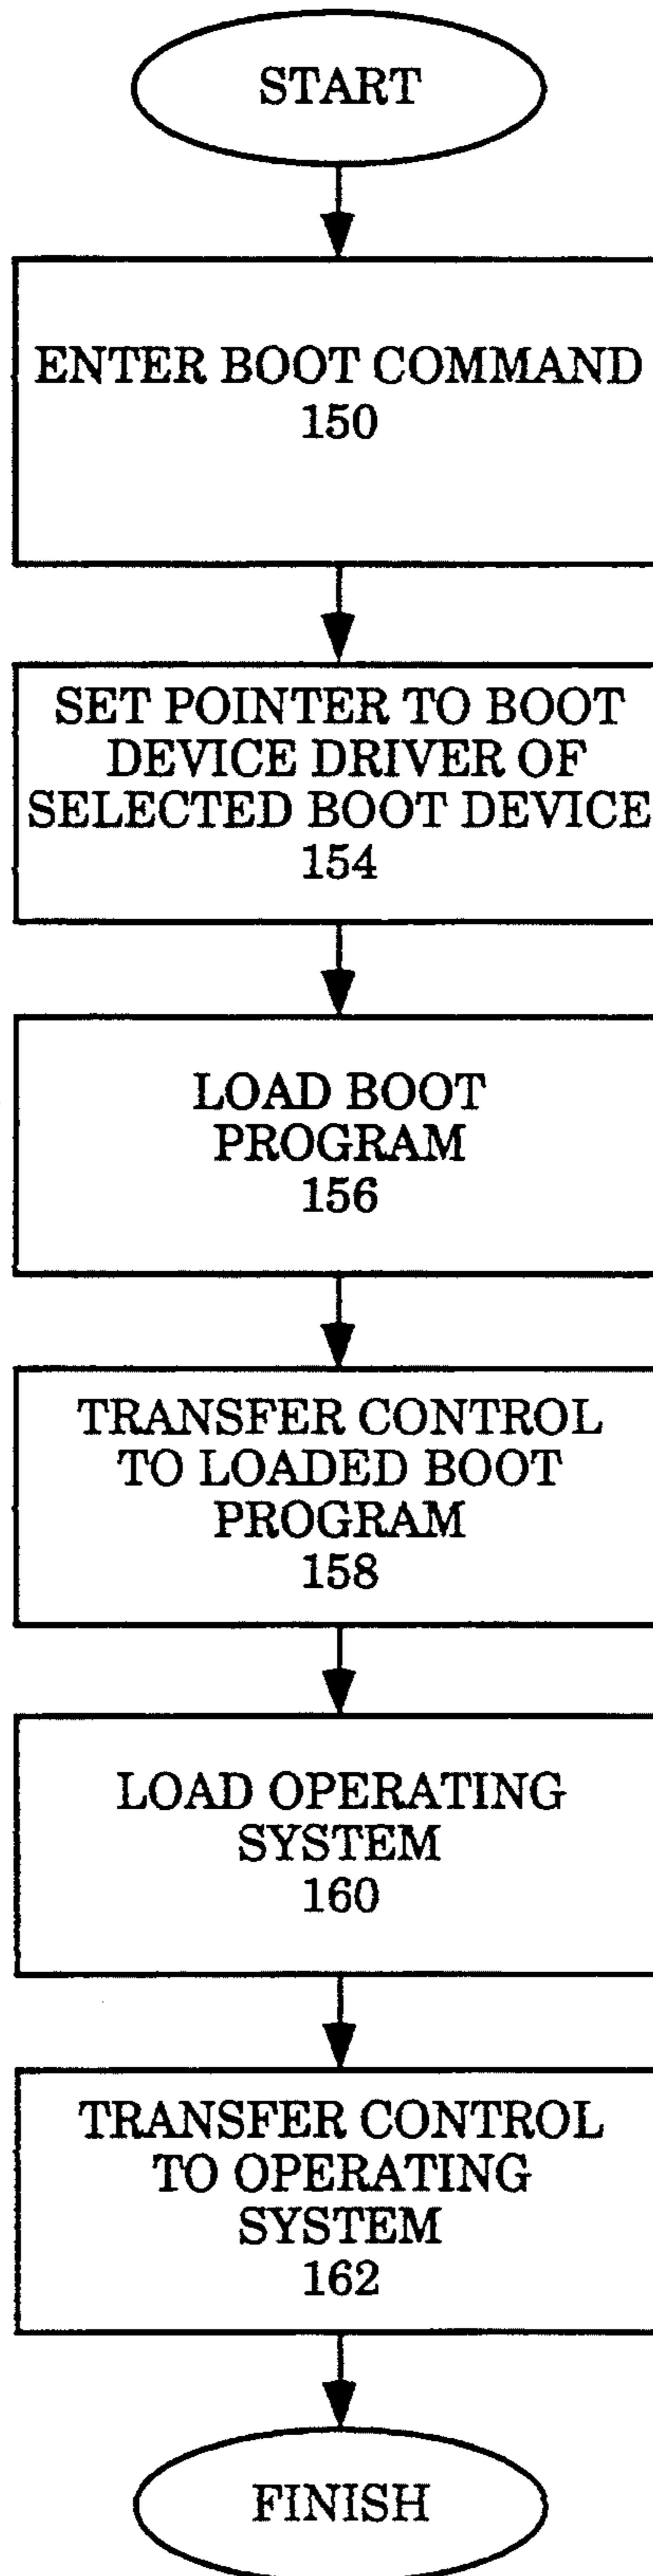 START
ENTER BOOT COMMAND
150
SET POINTER TO BOOT
DEVICE DRIVER OF
SELECTED BOOT DEVICE
154
LOAD BOOT
PROGRAM
156
TRANSFER CONTROL
TO LOADED BOOT
PROGRAM
158
LOAD OPERATING
SYSTEM
160
TRANSFER CONTROL
TO OPERATING
SYSTEM
162
FINISH